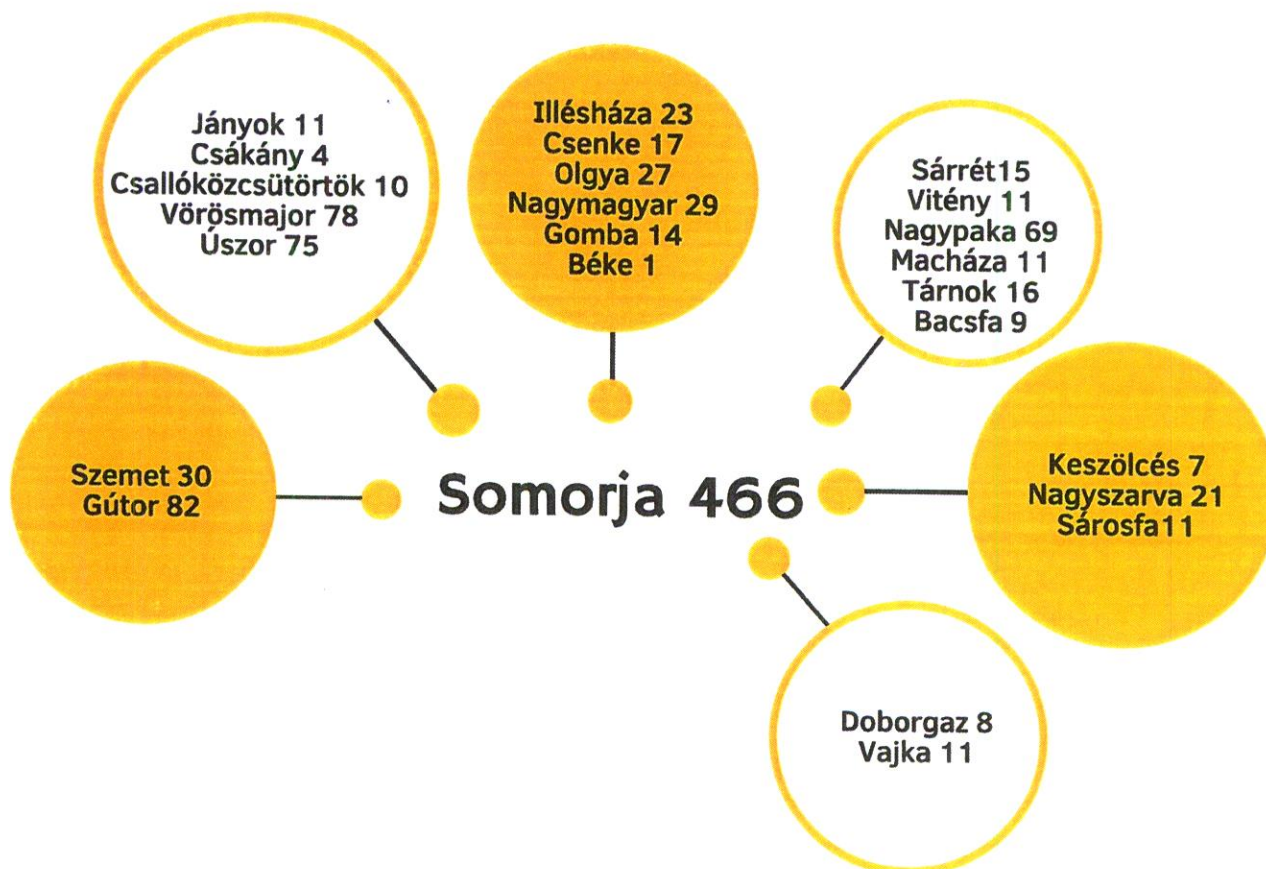 Jányok 11
Csákány 4
Csallóközcsütörtök 10
Vörösmajor 78
Úszor 75
Illésháza 23
Csenke 17
Olgya 27
Nagymagyar 29
Gomba 14
Béke 1
Sárrét15
Vitény 11
Nagypaka 69
Macháza 11
Tárnok 16
Bacsfa 9
Szemet 30
Gútor 82
Somorja 466
Keszölcés 7
Nagyszarva 21
Sárosfa11
Doborgaz 8
Vajka 11